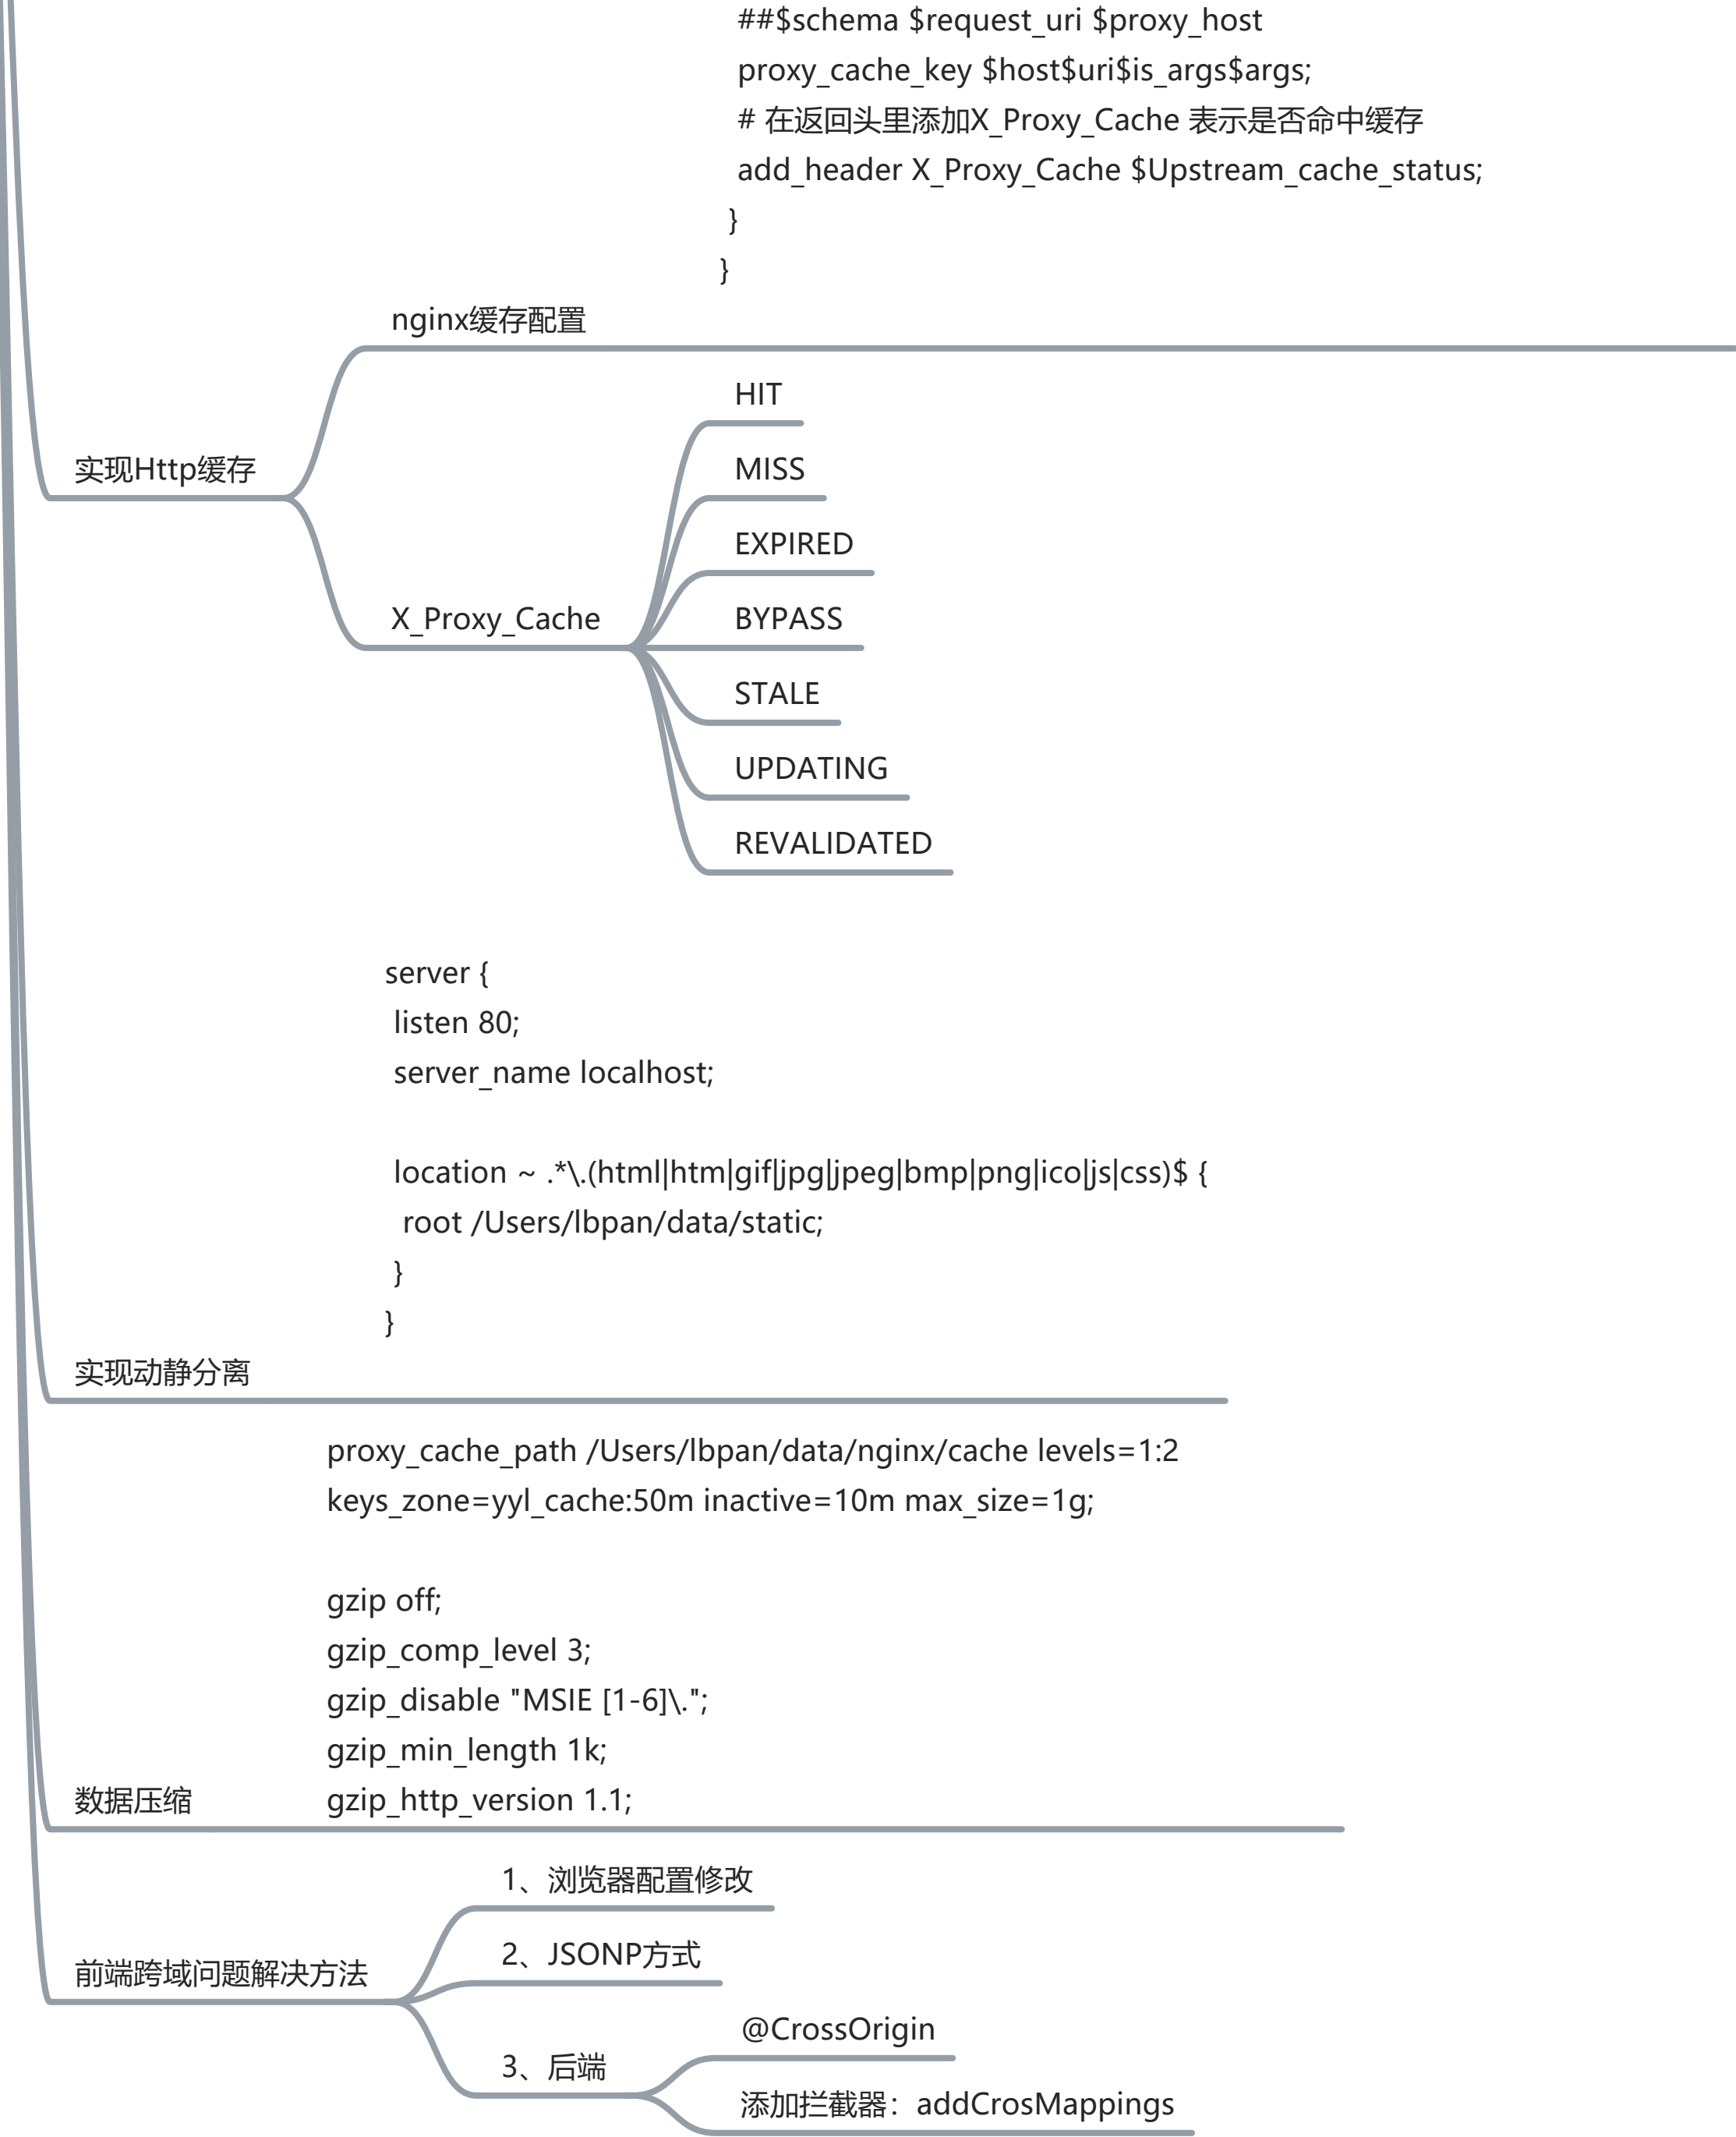 ##$schema $request_uri $proxy_host
proxy_cache_key $host$uri$is_args$args;
# 在返回头里添加X_Proxy_Cache 表示是否命中缓存
add_header X_Proxy_Cache $Upstream_cache_status;
}
}
nginx缓存配置
HIT
MISS
实现Http缓存
EXPIRED
X_Proxy_Cache
BYPASS
STALE
UPDATING
REVALIDATED
server {
listen 80;
server_name localhost;
location ~ .*\.(html|htm|gif|jpg|jpeg|bmp|png|ico|js|css)$ {
root /Users/lbpan/data/static;
}
}
实现动静分离
proxy_cache_path /Users/lbpan/data/nginx/cache levels=1:2
keys_zone=yyl_cache:50m inactive=10m max_size=1g;
gzip off;
gzip_comp_level 3;
gzip_disable "MSIE [1-6]\.";
gzip_min_length 1k;
gzip_http_version 1.1;
数据压缩
1、浏览器配置修改
2、JSONP方式
前端跨域问题解决方法
3、后端
@CrossOrigin
添加拦截器：addCrosMappings